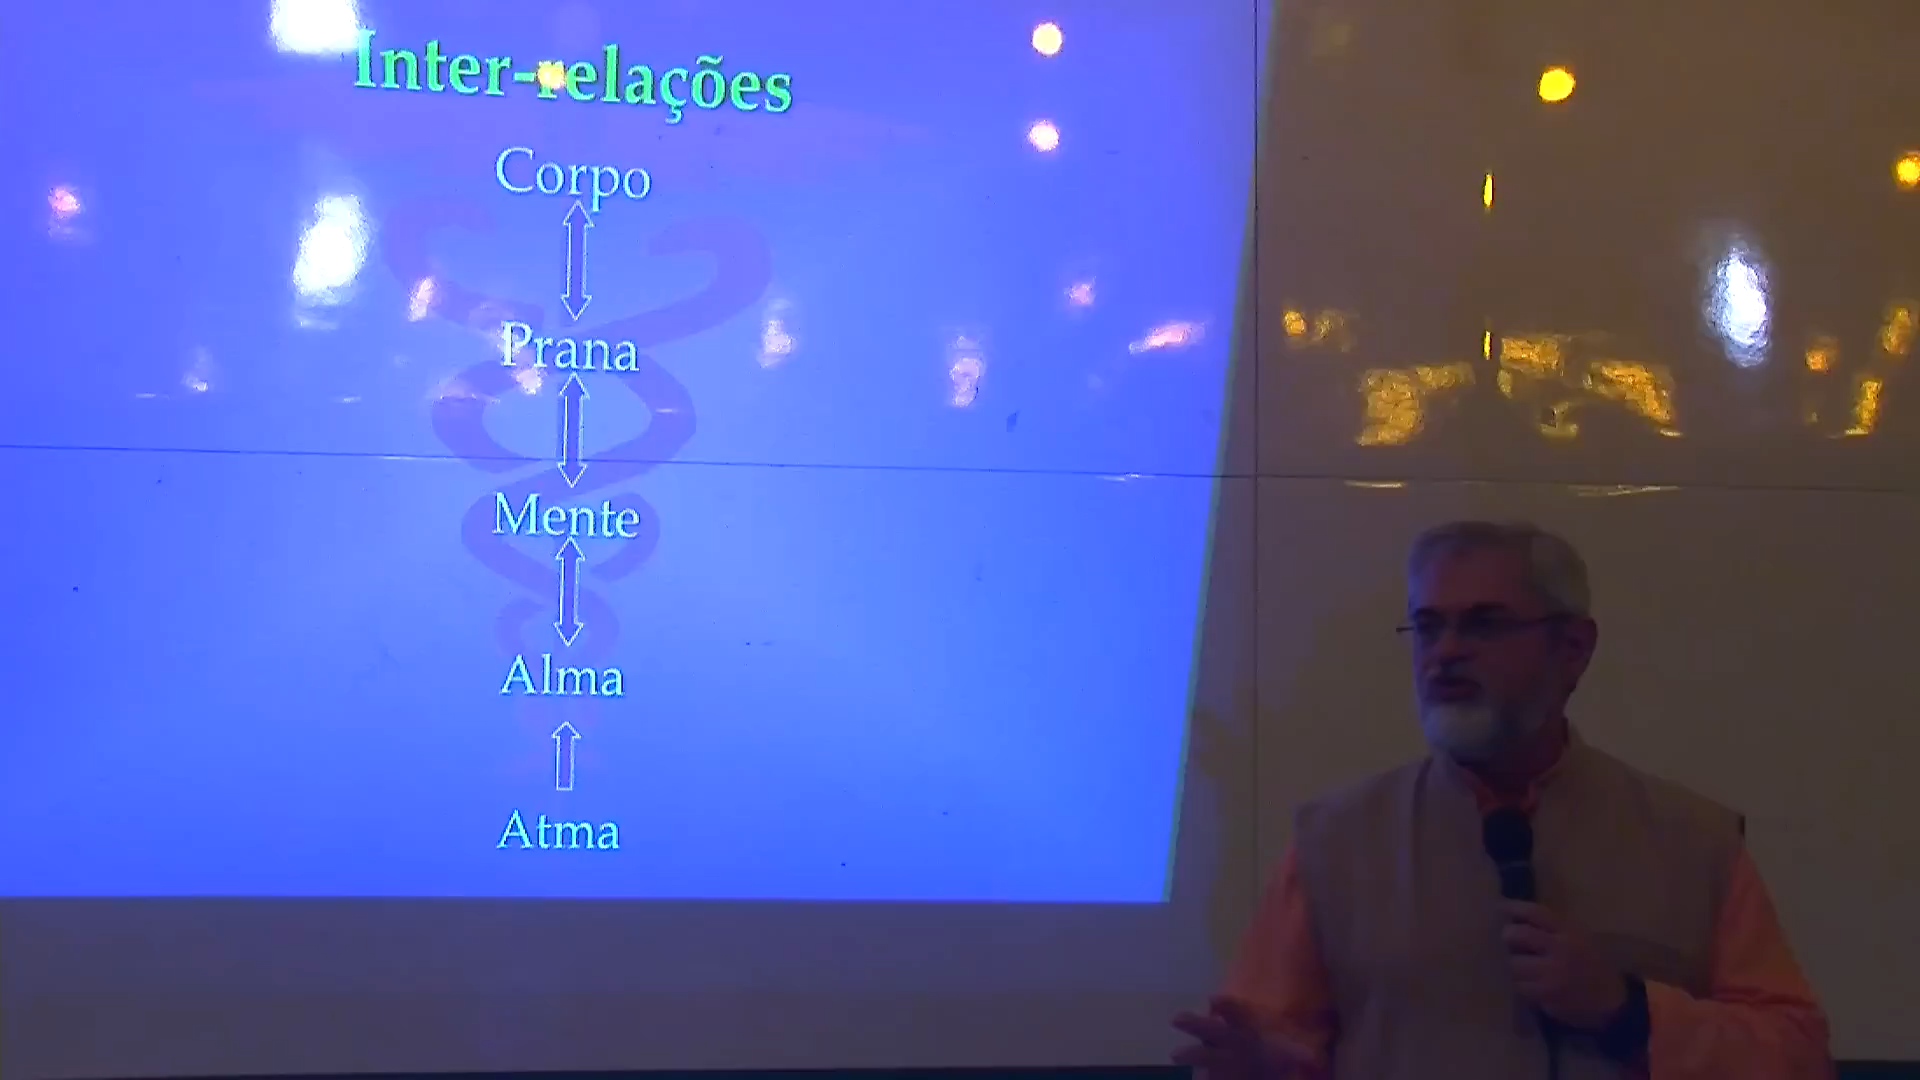 Inter-relações
Corpo
Prana
Mente
Alma
Atma